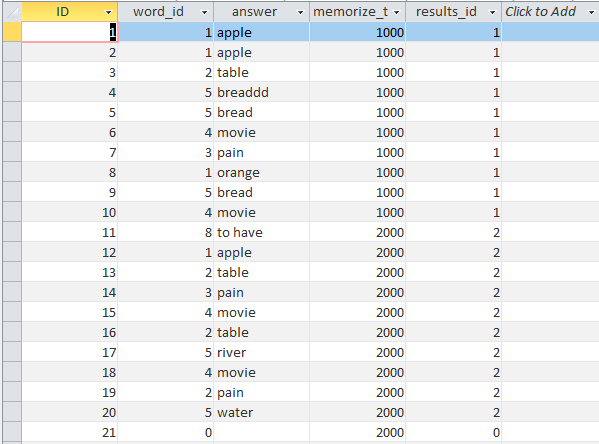 ID word_id answer memorize_t results_id Click to Add
1 1 apple 1000 1
2 1 apple 1000 1
3 2 table 1000 1
4 5 breaddd 1000 1
5 5 bread 1000 1
6 4 movie 1000 1
7 3 pain 1000 1
8 1 orange 1000 1
9 5 bread 1000 1
10 4 movie 1000 1
11 8 to have 2000 2
12 1 apple 2000 2
13 2 table 2000 2
14 3 pain 2000 2
15 4 movie 2000 2
16 2 table 2000 2
17 5 river 2000 2
18 4 movie 2000 2
19 2 pain 2000 2
20 5 water 2000 2
21 0 2000 0